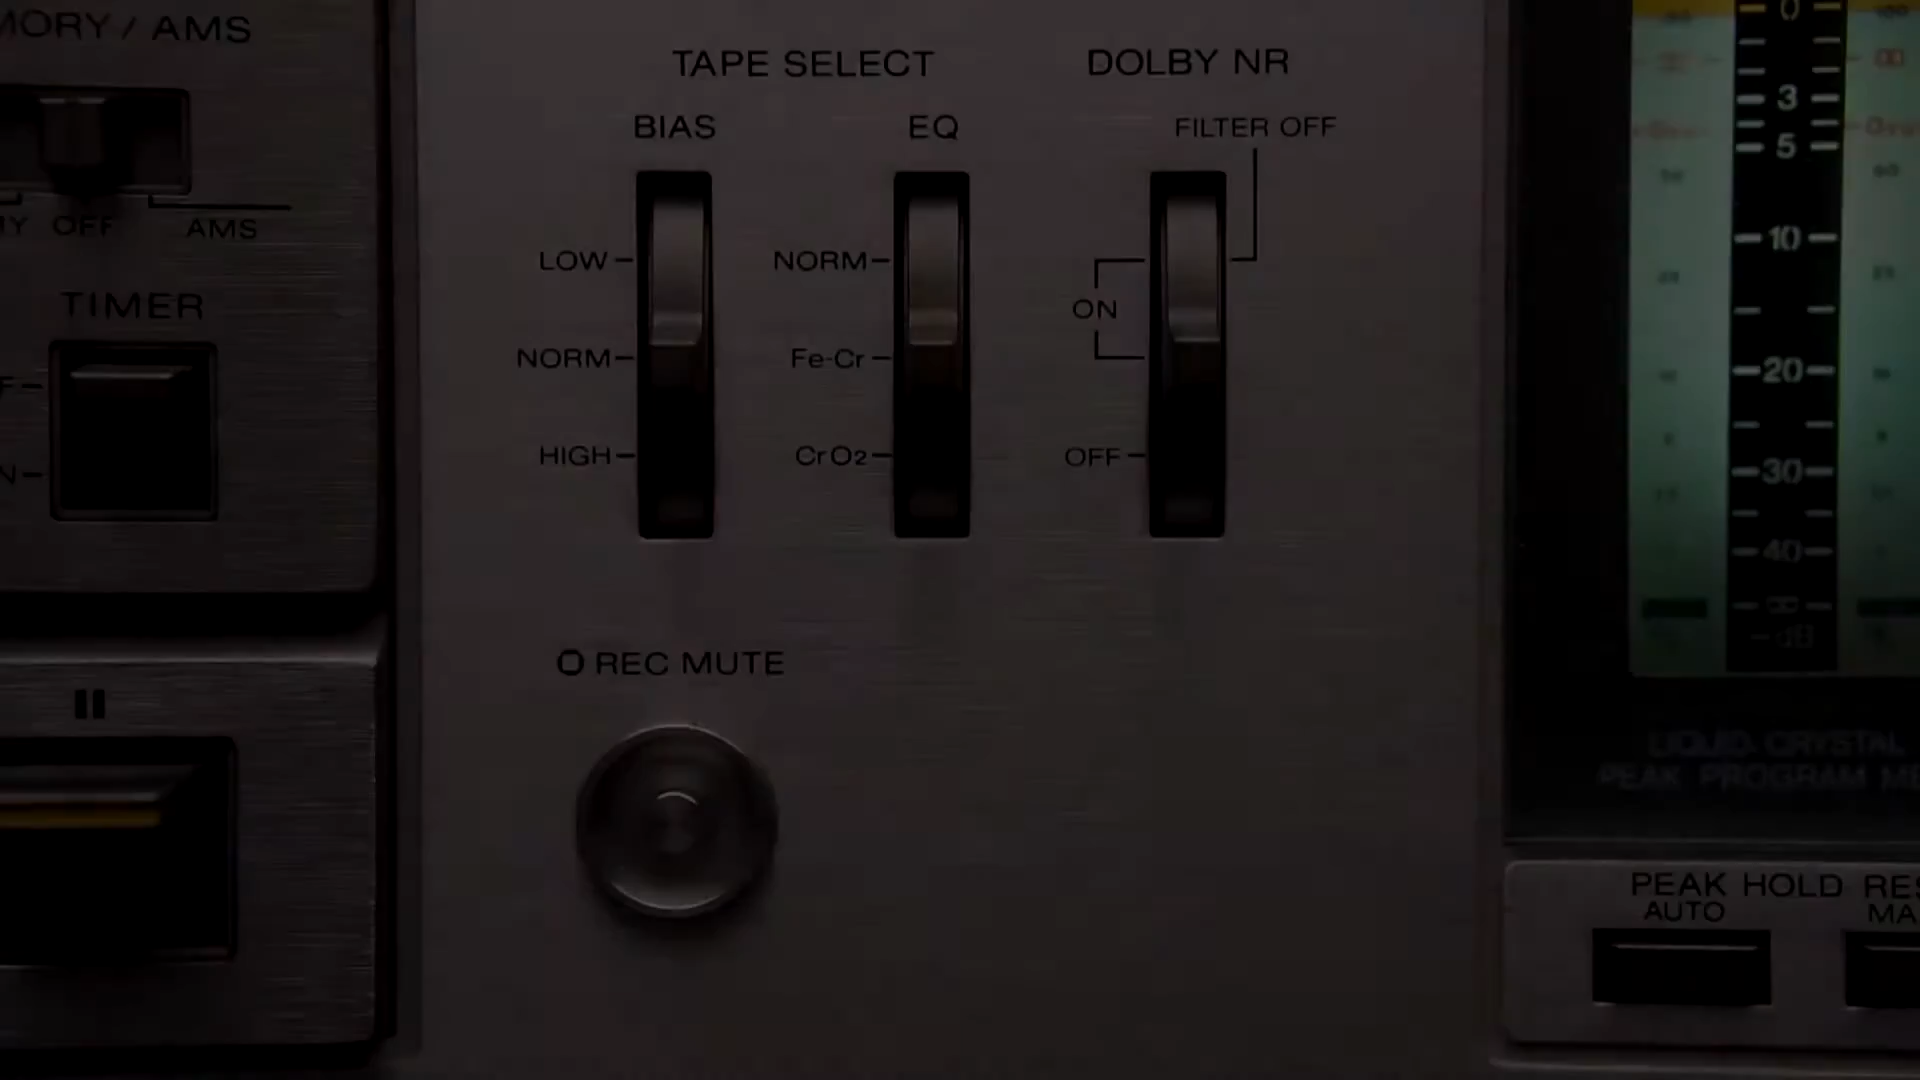 MORY / AMS
OFF
AMS
TIMER
TAPE SELECT
BIAS
EQ
LOW
NORM
HIGH
NORM
Fe-Cr
CrO2
DOLBY NR
FILTER OFF
ON
OFF
REC MUTE
0
3
5
10
20
30
40
∞
-dB
LIQUID CRYSTAL
PEAK PROGRAM ME
PEAK HOLD RES
AUTO
MA